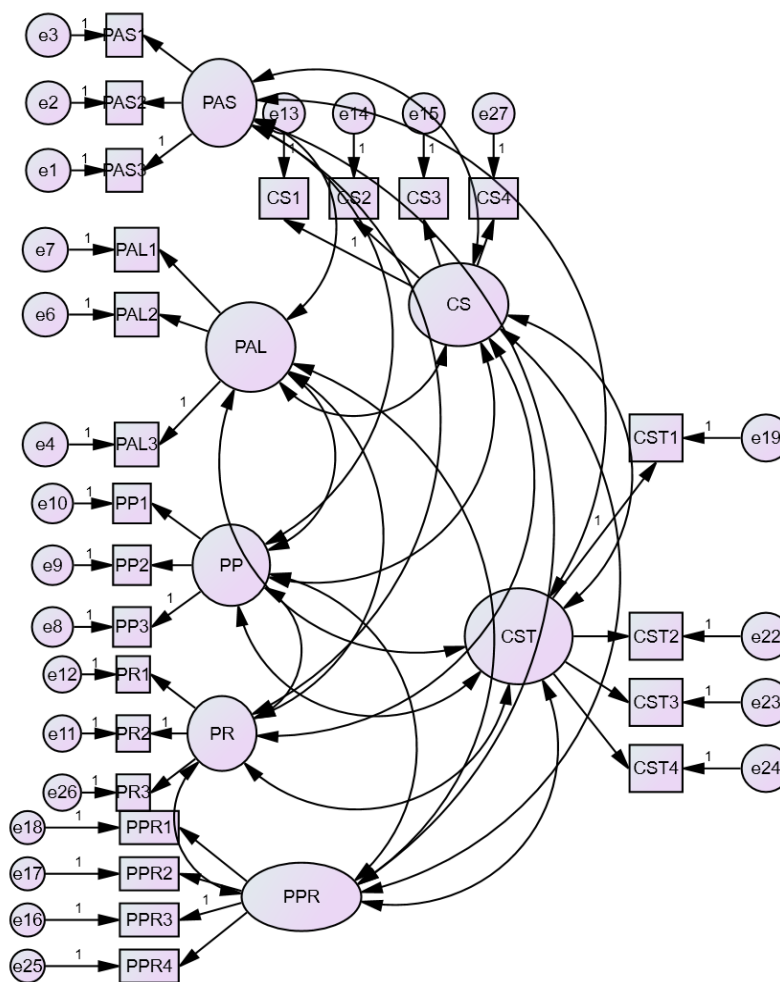 e3 1 PAS1
e2 1 PAS2
e1 1 PAS3
1
PAS
e13 e14 e15 e27
1 1 1 1
CS1 CS2 CS3 CS4
1
CS
e7 1 PAL1
e6 1 PAL2
e4 1 PAL3
1
PAL
e10 1 PP1
e9 1 PP2
e8 1 PP3
1
PP
e12 1 PR1
e11 1 PR2
1
e26 1 PR3
PR
e18 1 PPR1
e17 1 PPR2
e16 1 PPR3
1
e25 1 PPR4
PPR
CST
1
CST1 1 e19
CST2 1 e22
CST3 1 e23
CST4 1 e24